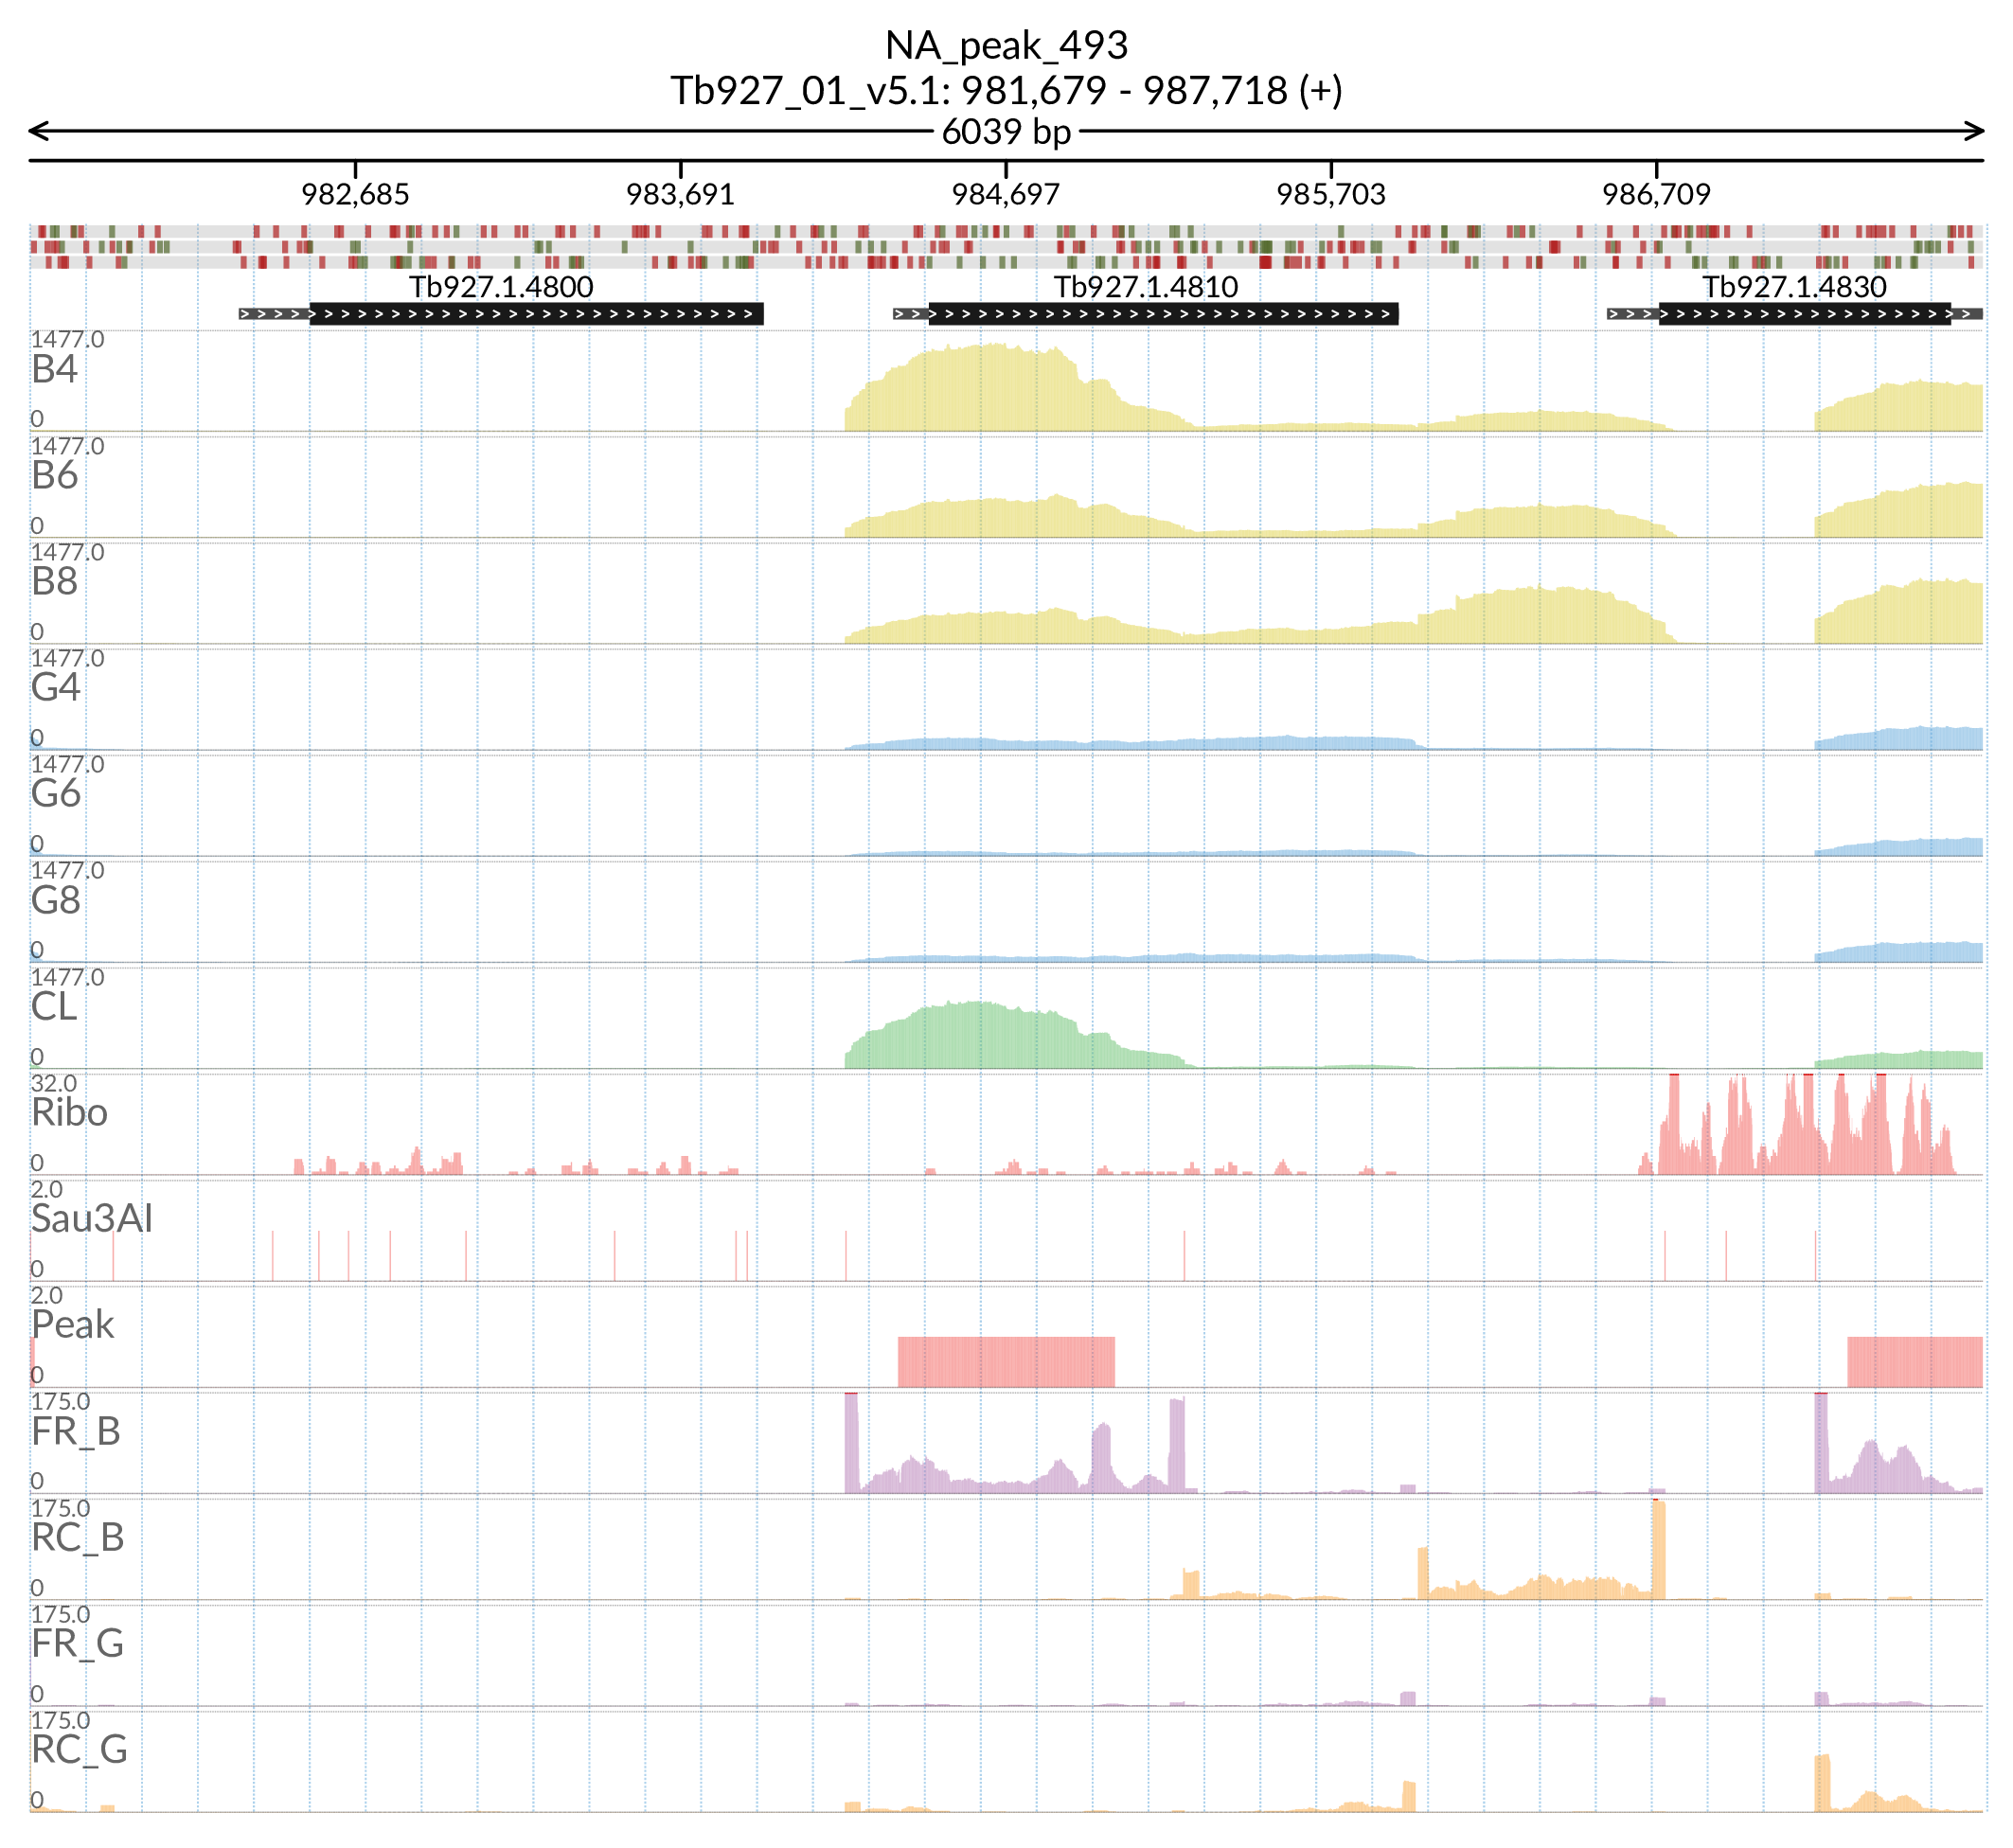 NA_peak_493
Tb927_01_v5.1: 981,679 - 987,718 (+)
6039 bp
982,685 983,691 984,697 985,703 986,709
Tb927.1.4800 Tb927.1.4810 Tb927.1.4830
1477.0
B4
0
1477.0
B6
0
1477.0
B8
0
1477.0
G4
0
1477.0
G6
0
1477.0
G8
0
1477.0
CL
0
32.0
Ribo
0
2.0
Sau3AI
0
2.0
Peak
0
175.0
FR_B
0
175.0
RC_B
0
175.0
FR_G
0
175.0
RC_G
0